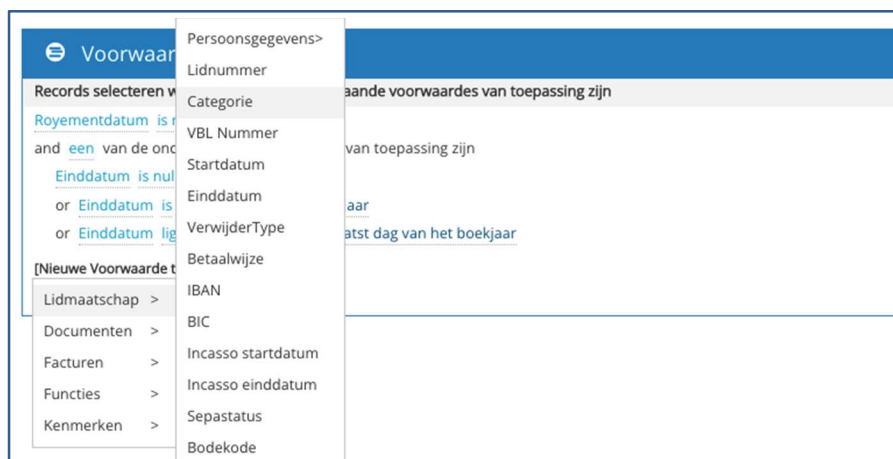 Voorwaar
Records selecteren w aande voorwaardes van toepassing zijn
Royementdatum is n
and een van de ond van toepassing zijn
Einddatum is nul
or Einddatum is aar
or Einddatum lig atst dag van het boekjaar
[Nieuwe Voorwaarde t
Lidmaatschap >
Documenten >
Facturen >
Functies >
Kenmerken >
Persoonsgegevens>
Lidnummer
Categorie
VBL Nummer
Startdatum
Einddatum
VerwijderType
Betaalwijze
IBAN
BIC
Incasso startdatum
Incasso einddatum
Sepastatus
Bodekode